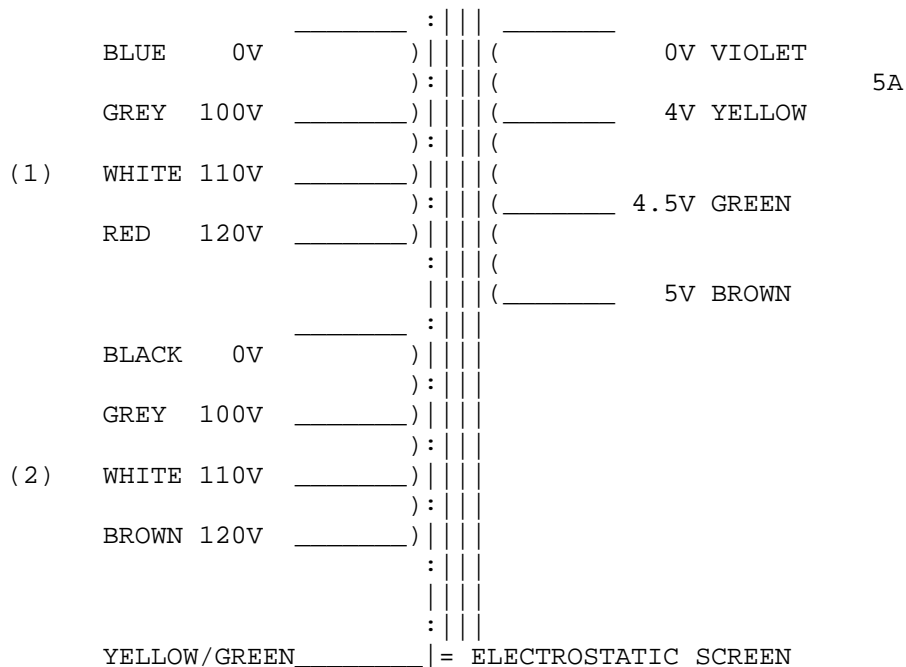 BLUE 0V 0V VIOLET
5A
GREY 100V 4V YELLOW
(1) WHITE 110V
4.5V GREEN
RED 120V
5V BROWN
BLACK 0V
GREY 100V
(2) WHITE 110V
BROWN 120V
YELLOW/GREEN = ELECTROSTATIC SCREEN